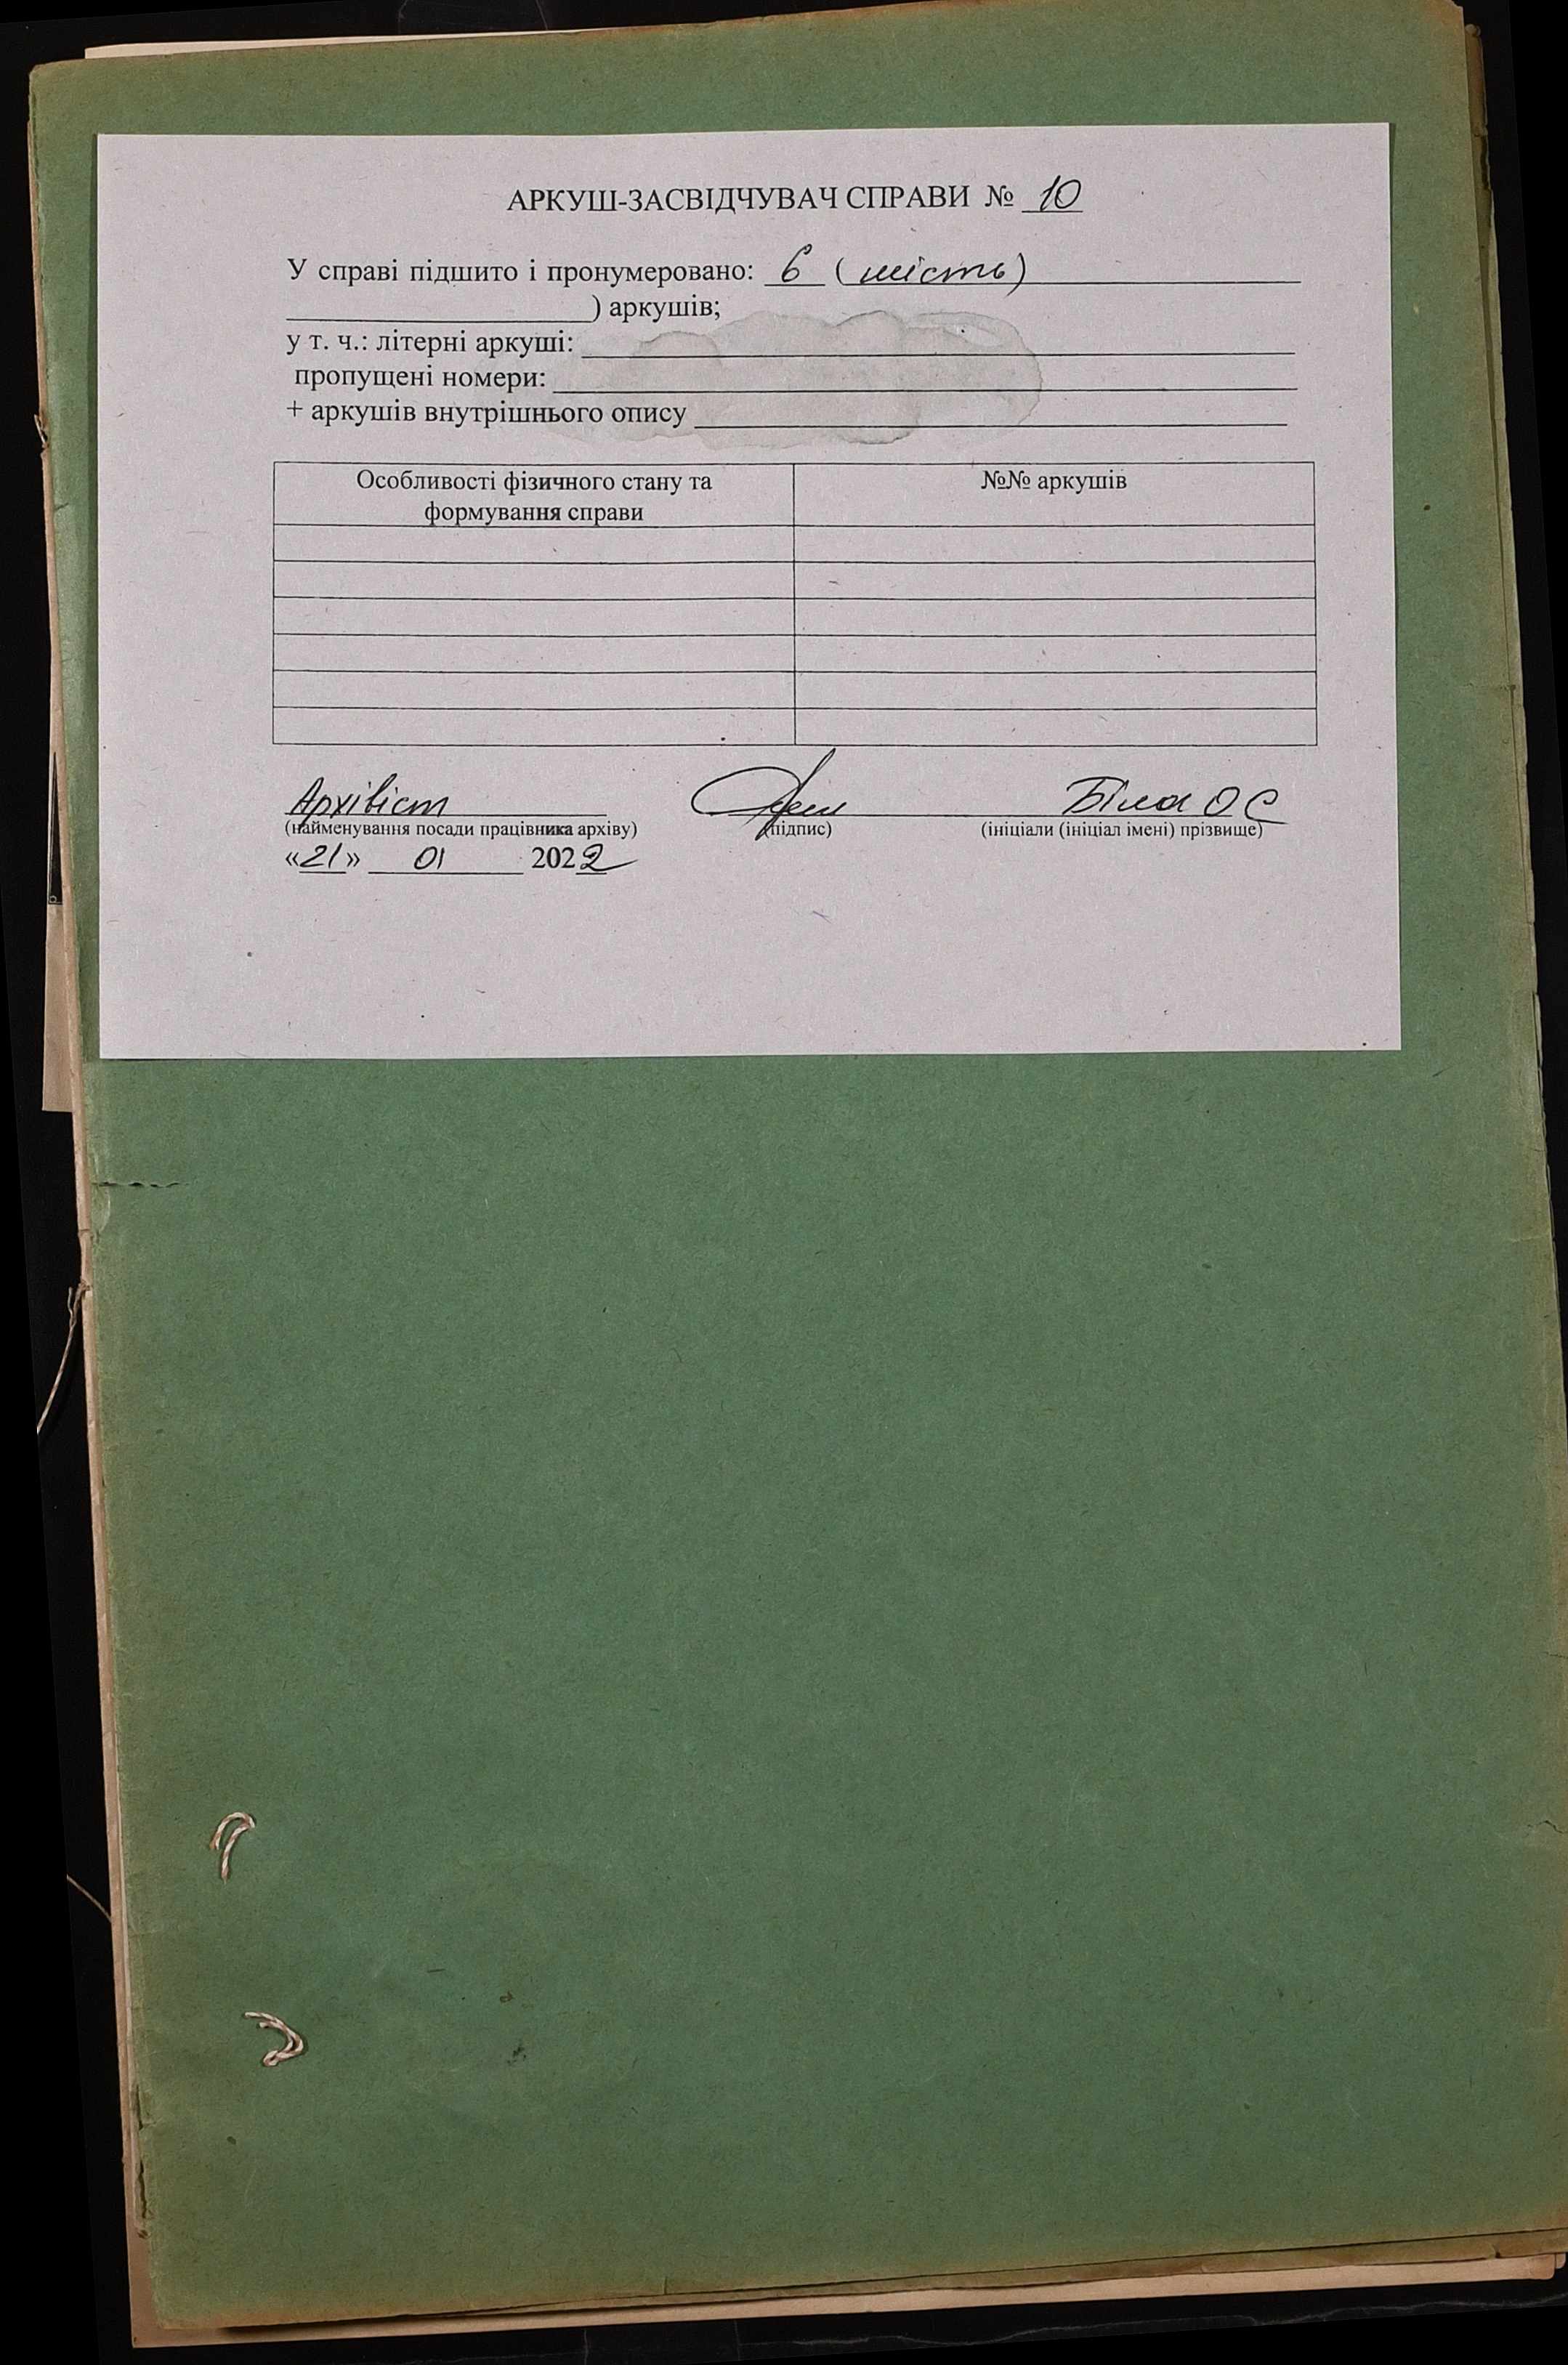 АРКУШ-ЗАСВІДЧУВАЧ СПРАВИ № 10
У справі підшито і пронумеровано: 6 (шість)
) аркушів;
у т. ч.: літерні аркуші:
пропущені номери:
+ аркушів внутрішнього опису
Особливості фізичного стану та
формування справи
№№ аркушів
Архівіст Біла О С
(найменування посади працівника архіву) (підпис) (ініціали (ініціал імені) прізвище)
«21» 01 2022